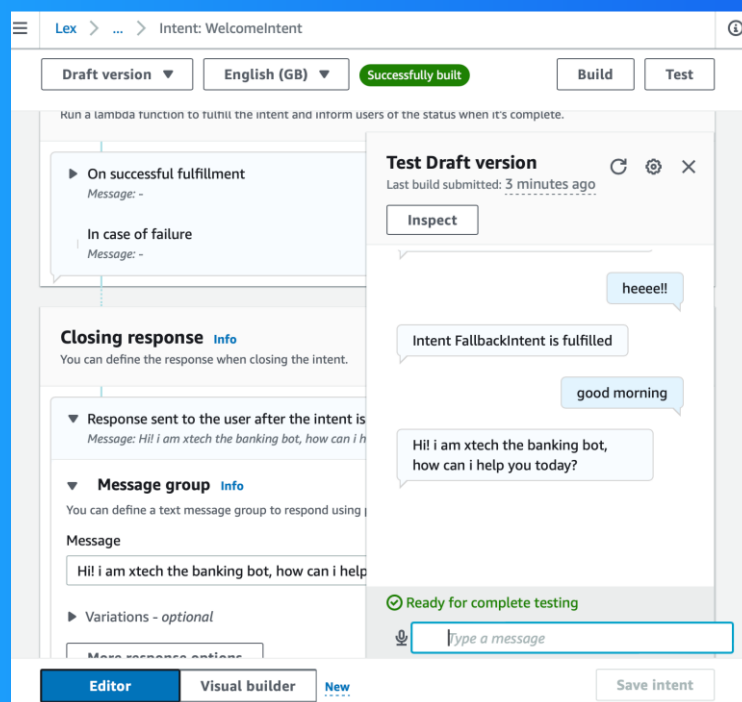 Lex > ... > Intent: WelcomeIntent
Draft version ▼ English (GB) ▼ Successfully built Build Test
Run a lambda function to fulfill the intent and inform users of the status when it's complete.
On successful fulfillment
Message: -
In case of failure
Message: -
Closing response Info
You can define the response when closing the intent.
Response sent to the user after the intent is
Message: Hi! i am xtech the banking bot, how can i h
Message group Info
You can define a text message group to respond using
Message
Hi! i am xtech the banking bot, how can i help
Variations - optional
More response options
Test Draft version
Last build submitted: 3 minutes ago
Inspect
heeee!!
Intent FallbackIntent is fulfilled
good morning
Hi! i am xtech the banking bot,
how can i help you today?
Ready for complete testing
Type a message
Editor Visual builder New Save intent